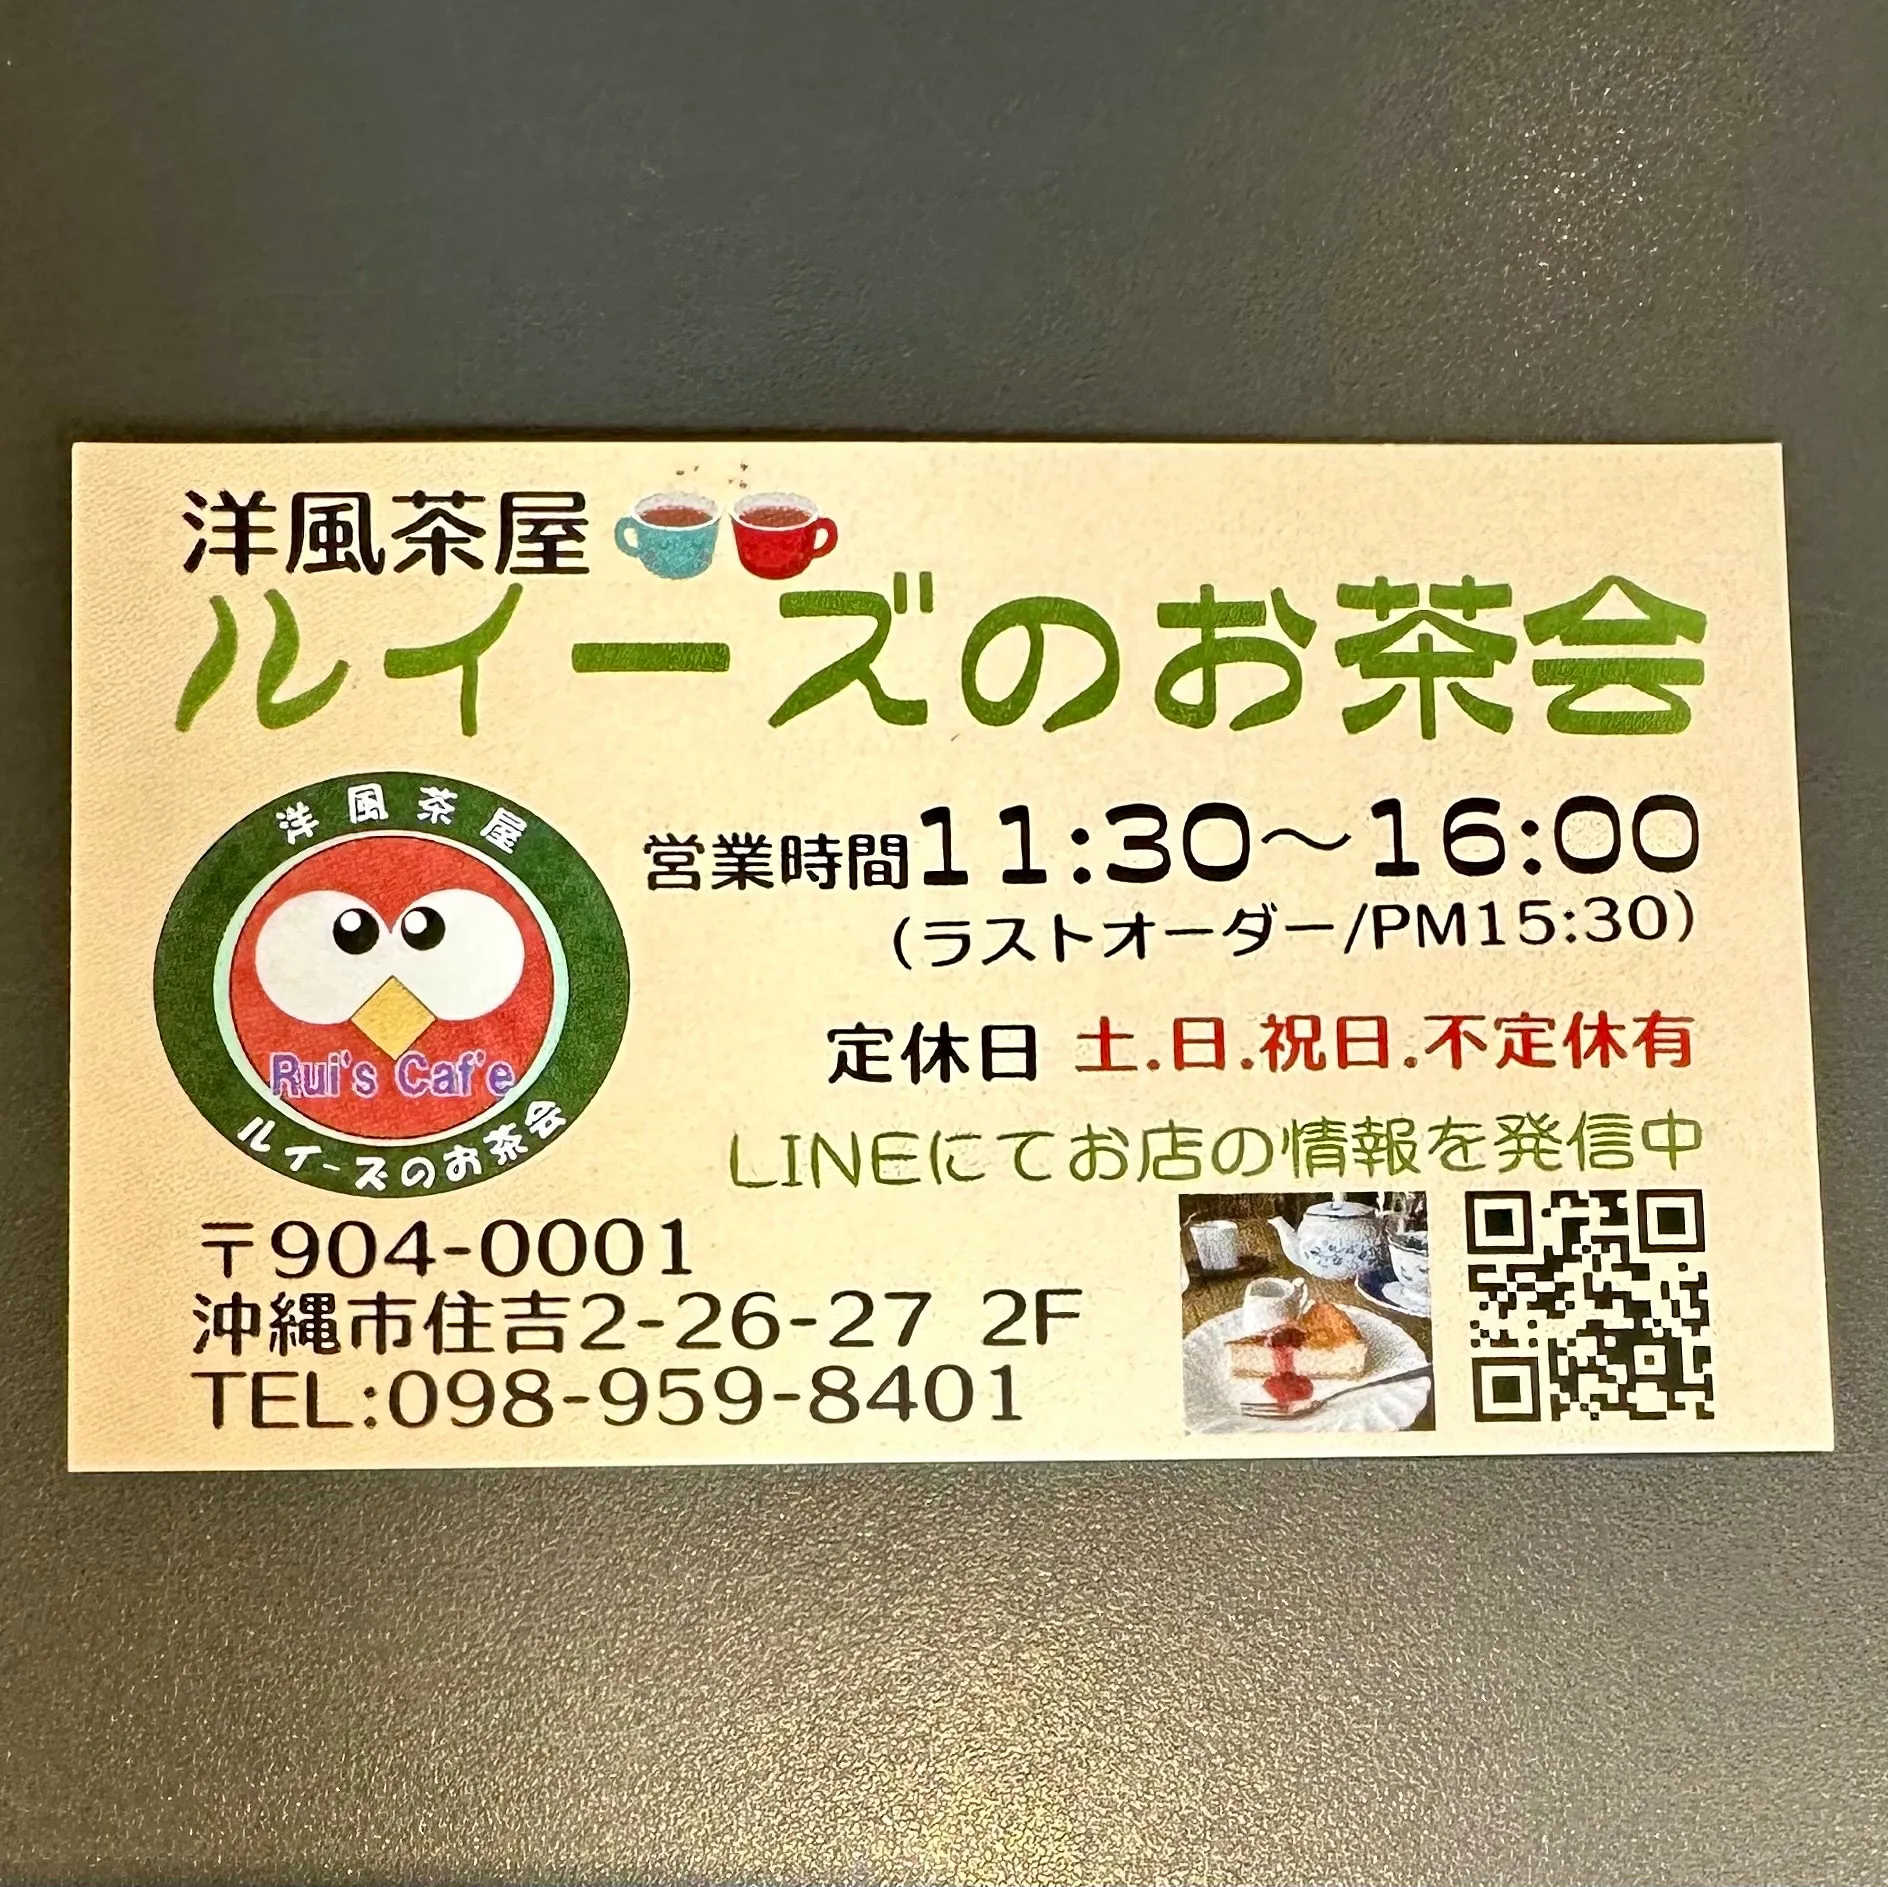 洋風茶屋
ルイーズのお茶会
洋風茶屋
Rui's Caf'e
ルイーズのお茶会
営業時間11:30～16:00
(ラストオーダー/PM15:30)
定休日 土.日.祝日.不定休有
LINEにてお店の情報を発信中
〒904-0001
沖縄市住吉2-26-27 2F
TEL:098-959-8401